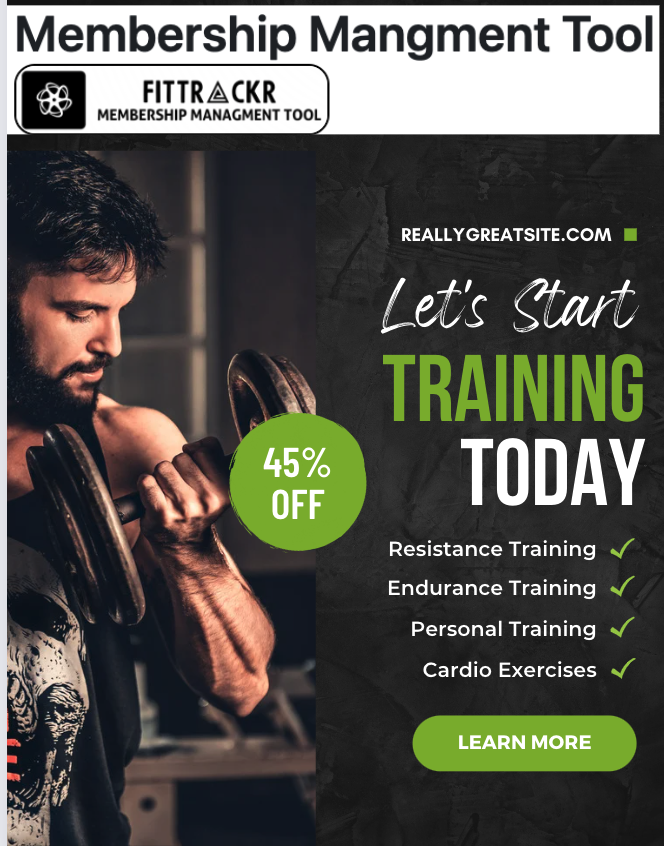 Membership Mangment Tool
FITTRACKR
MEMBERSHIP MANAGMENT TOOL
REALLYGREATSITE.COM
Let's Start
TRAINING
TODAY
45%
OFF
Resistance Training
Endurance Training
Personal Training
Cardio Exercises
LEARN MORE